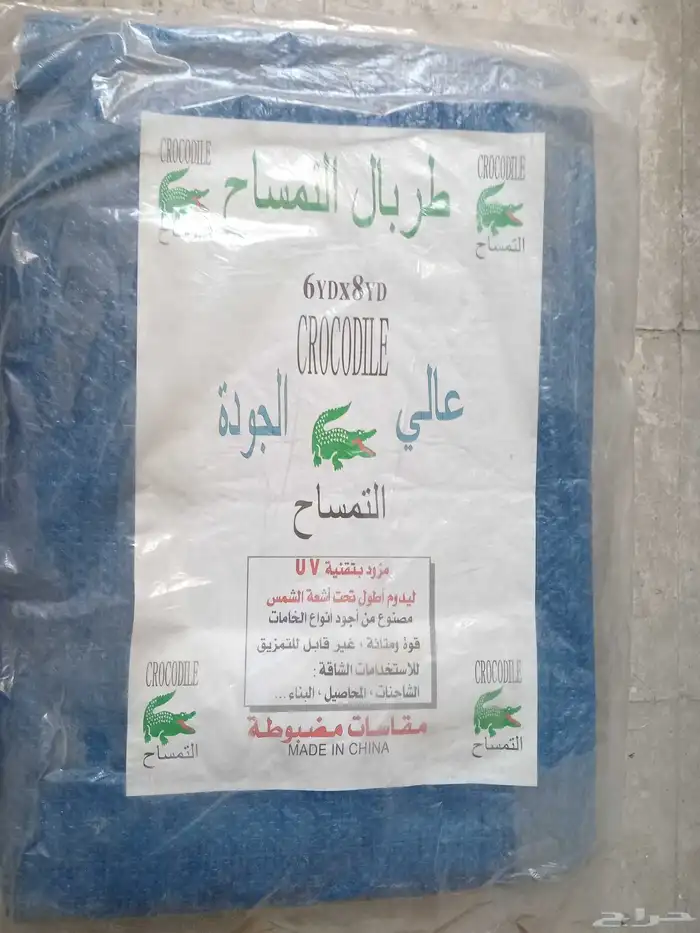 CROCODILE
طربال التمساح
CROCODILE
التمساح
6YDX8YD
CROCODILE
عالي الجودة
التمساح
مزود بتقنية UV
ليدوم أطول تحت أشعة الشمس
مصنوع من أجود انواع الخامات
قوة ومتانة ، غير قابل للتمزيق
للاستخدامات الشاقة :
الشاحنات ، المحاصيل ، البناء ...
CROCODILE
التمساح
CROCODILE
التمساح
مقاسات مضبوطة
MADE IN CHINA
حراج